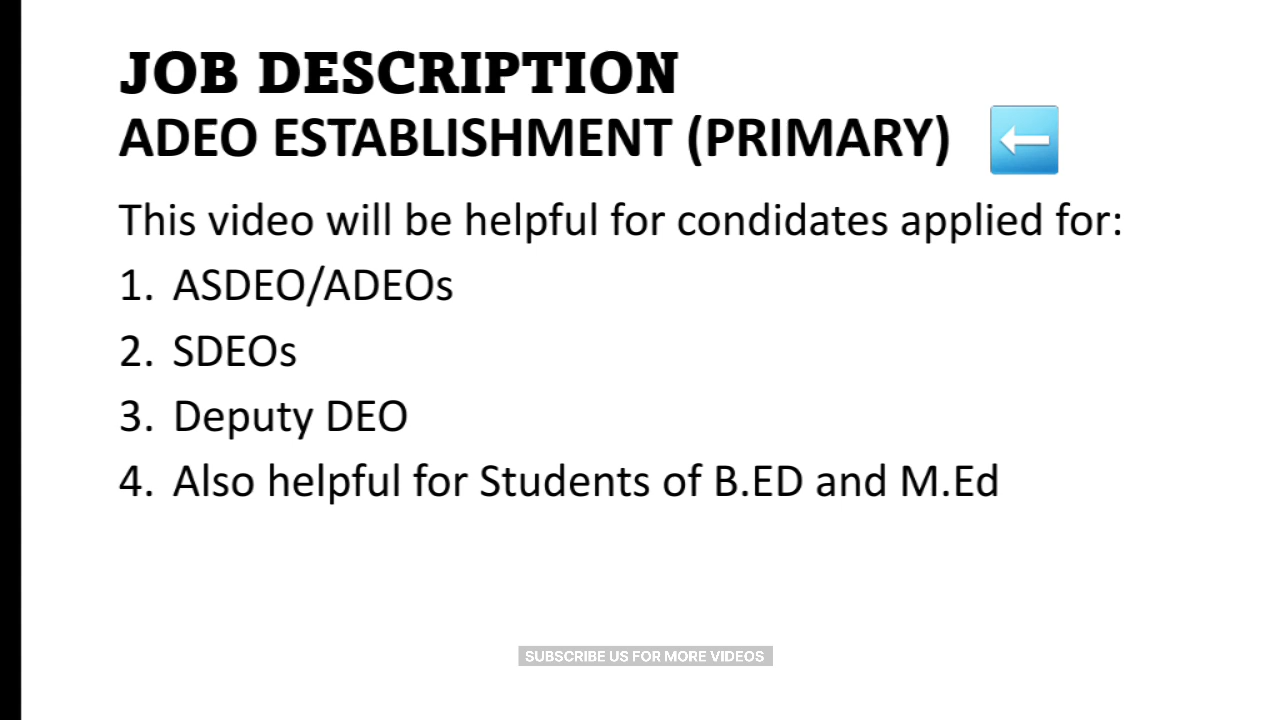 JOB DESCRIPTION
ADEO ESTABLISHMENT (PRIMARY)
This video will be helpful for condidates applied for:
1. ASDEO/ADEOs
2. SDEOs
3. Deputy DEO
4. Also helpful for Students of B.ED and M.Ed
SUBSCRIBE US FOR MORE VIDEOS